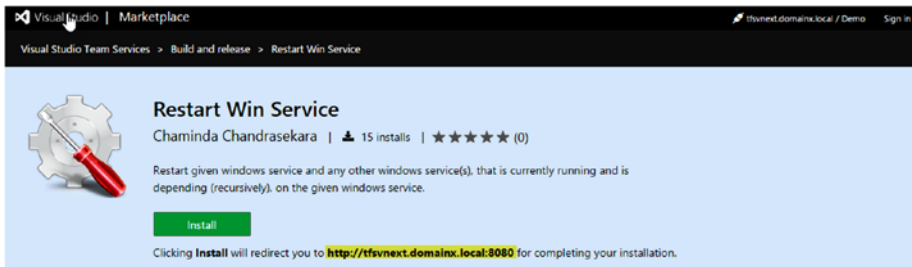 Visual Studio | Marketplace
tfsvnext.domainx.local / Demo Sign in
Visual Studio Team Services > Build and release > Restart Win Service
Restart Win Service
Chaminda Chandrasekara | 15 installs | ★★★★★ (0)
Restart given windows service and any other windows service(s), that is currently running and is
depending (recursively), on the given windows service.
Install
Clicking Install will redirect you to http://tfsvnext.domainx.local:8080 for completing your installation.